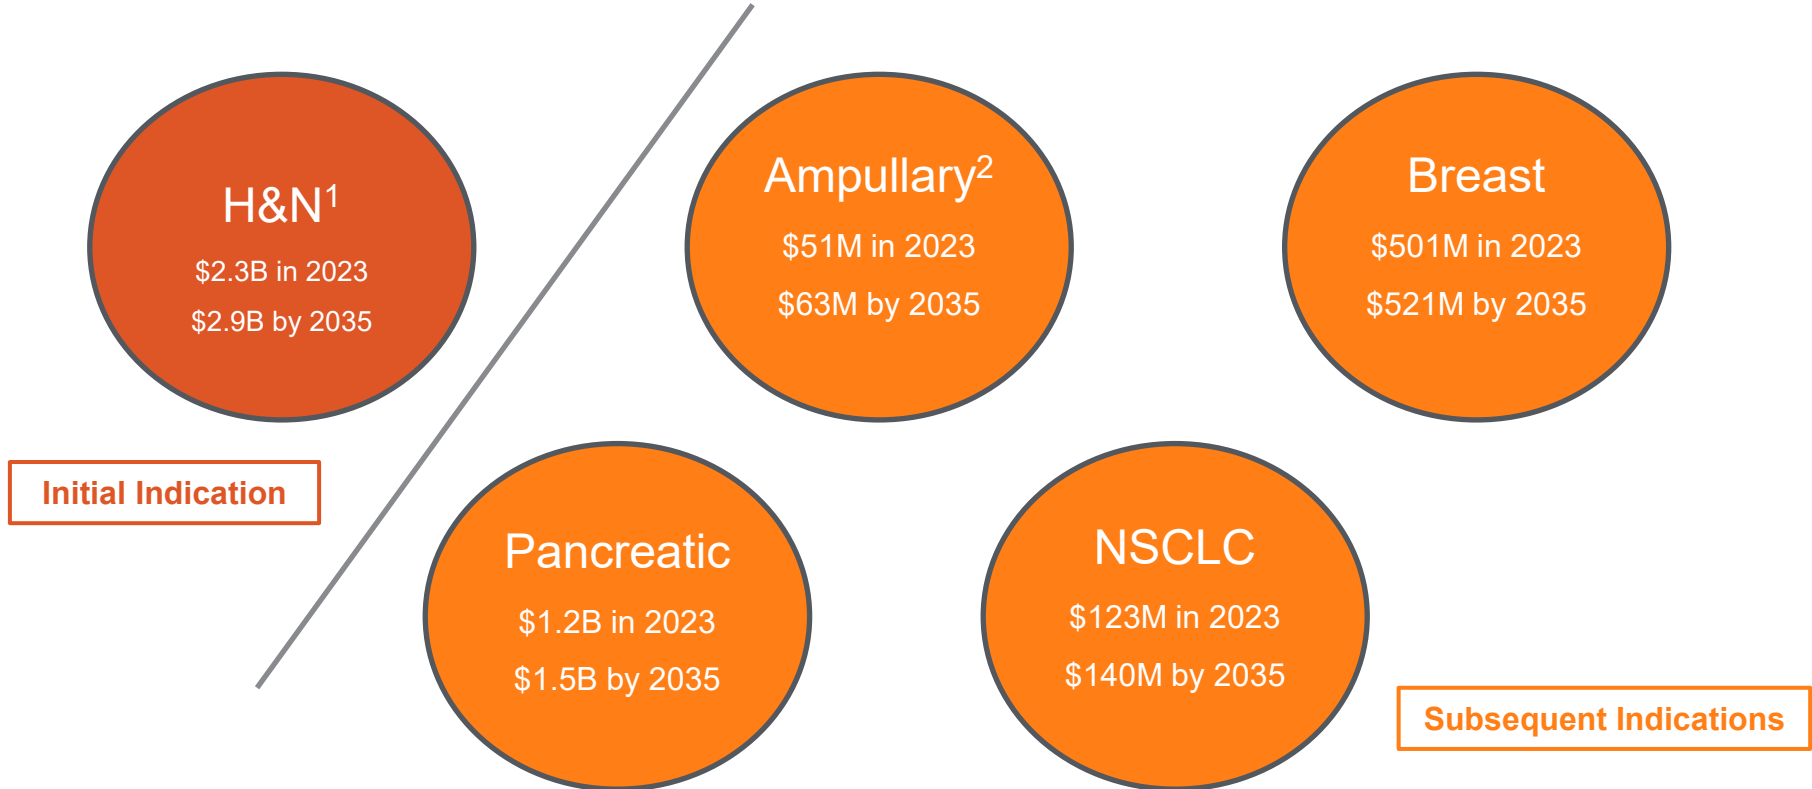 H&N¹
$2.3B in 2023
$2.9B by 2035
Initial Indication
Ampullary²
$51M in 2023
$63M by 2035
Breast
$501M in 2023
$521M by 2035
Pancreatic
$1.2B in 2023
$1.5B by 2035
NSCLC
$123M in 2023
$140M by 2035
Subsequent Indications